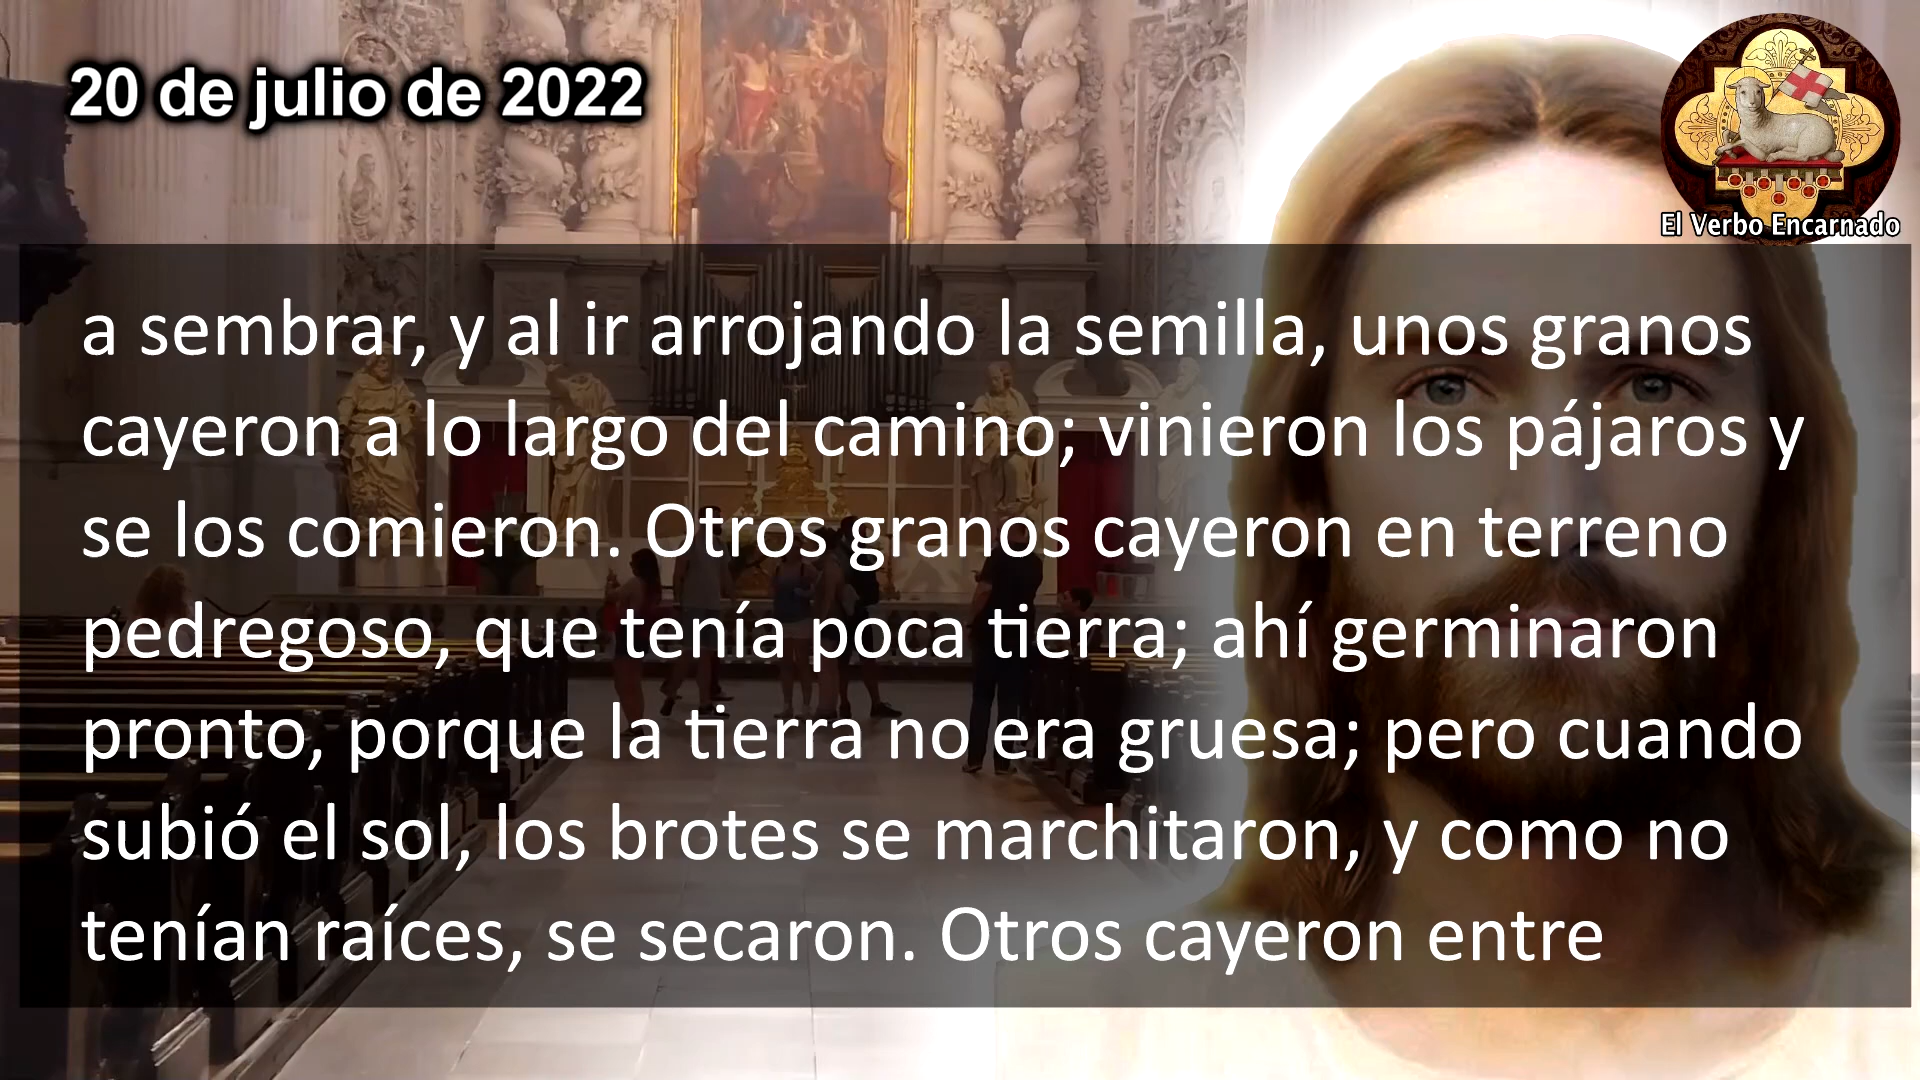 20 de julio de 2022
El Verbo Encarnado
a sembrar, y al ir arrojando la semilla, unos granos
cayeron a lo largo del camino; vinieron los pájaros y
se los comieron. Otros granos cayeron en terreno
pedregoso, que tenía poca tierra; ahí germinaron
pronto, porque la tierra no era gruesa; pero cuando
subió el sol, los brotes se marchitaron, y como no
tenían raíces, se secaron. Otros cayeron entre